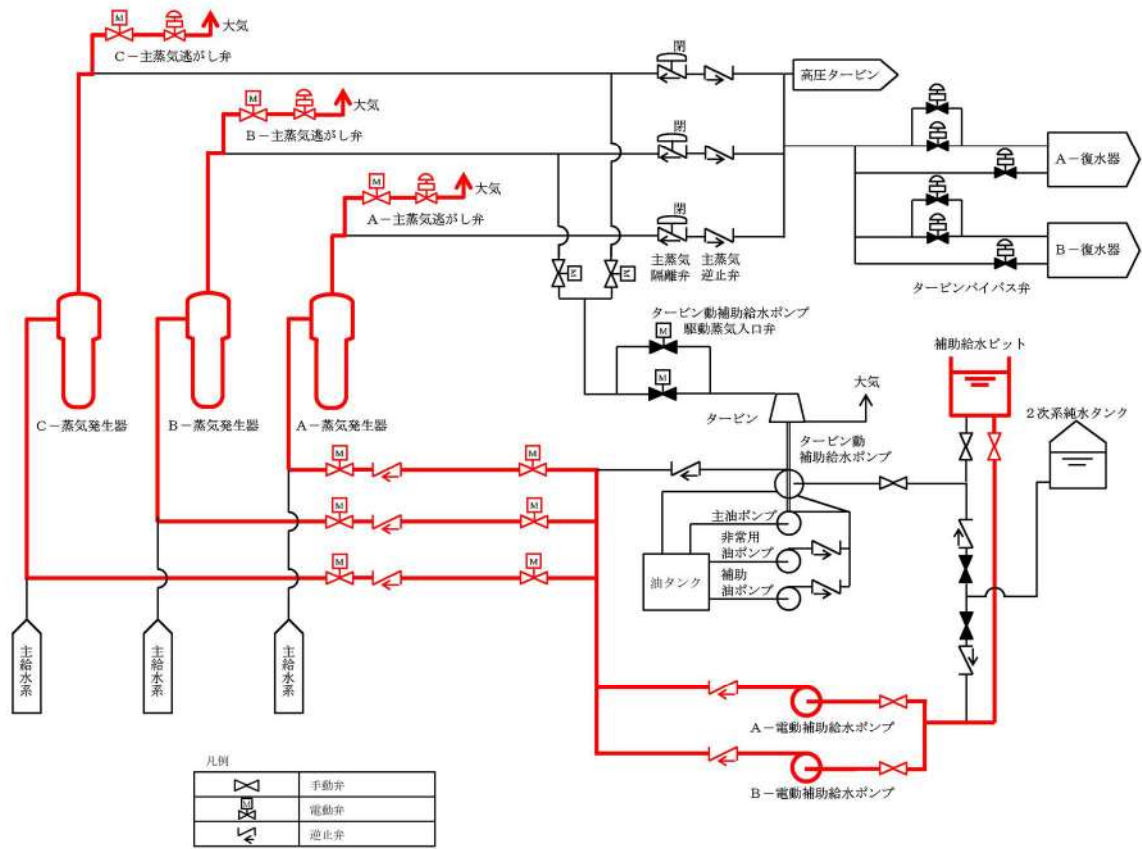 M
大気
C－主蒸気逃がし弁
M
大気
B－主蒸気逃がし弁
M
大気
A－主蒸気逃がし弁
閉
閉
閉
高圧タービン
主蒸気
隔離弁
主蒸気
逆止弁
A－復水器
B－復水器
タービンバイパス弁
M
M
タービン動補助給水ポンプ
駆動蒸気入口弁
M
M
タービン
大気
補助給水ピット
2次系純水タンク
C－蒸気発生器
B－蒸気発生器
A－蒸気発生器
タービン動
補助給水ポンプ
M
M
M
M
M
M
主油ポンプ
非常用
油ポンプ
補助
油ポンプ
油タンク
主給水系
主給水系
主給水系
A－電動補助給水ポンプ
B－電動補助給水ポンプ
凡例
手動弁
M
電動弁
逆止弁